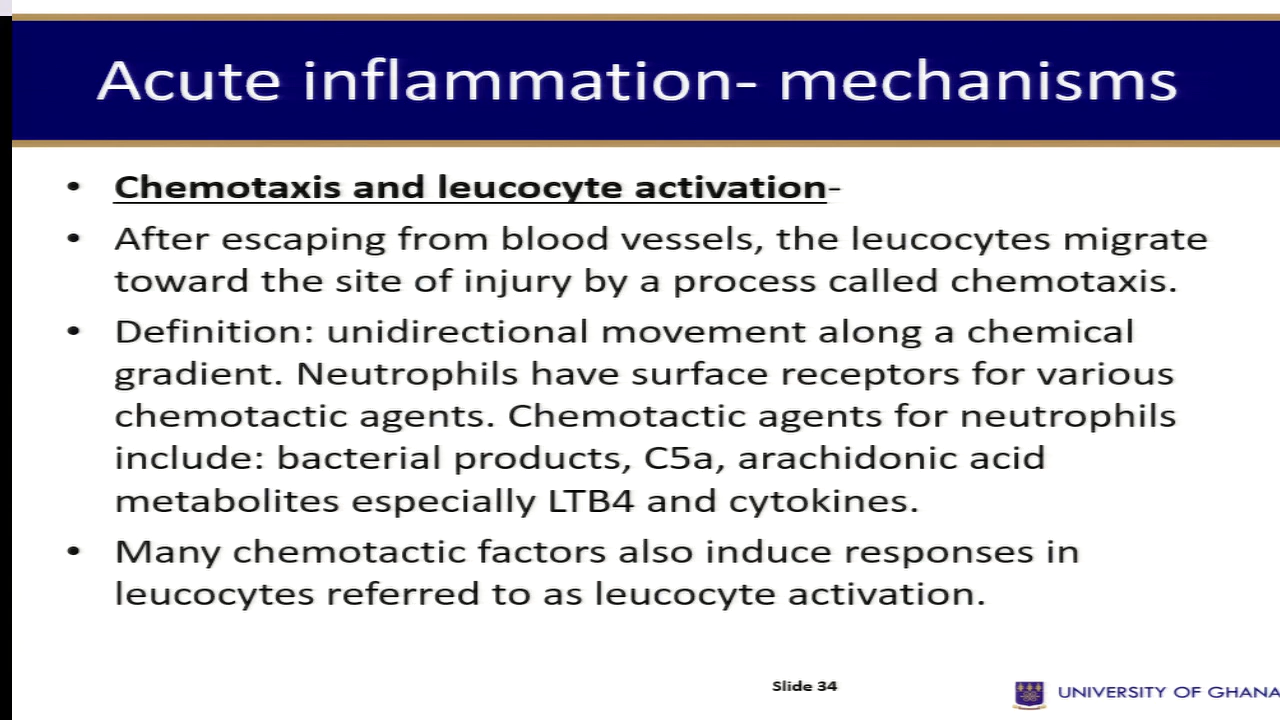 Acute inflammation- mechanisms
• Chemotaxis and leucocyte activation-
• After escaping from blood vessels, the leucocytes migrate
toward the site of injury by a process called chemotaxis.
• Definition: unidirectional movement along a chemical
gradient. Neutrophils have surface receptors for various
chemotactic agents. Chemotactic agents for neutrophils
include: bacterial products, C5a, arachidonic acid
metabolites especially LTB4 and cytokines.
• Many chemotactic factors also induce responses in
leucocytes referred to as leucocyte activation.
Slide 34
UNIVERSITY OF GHANA